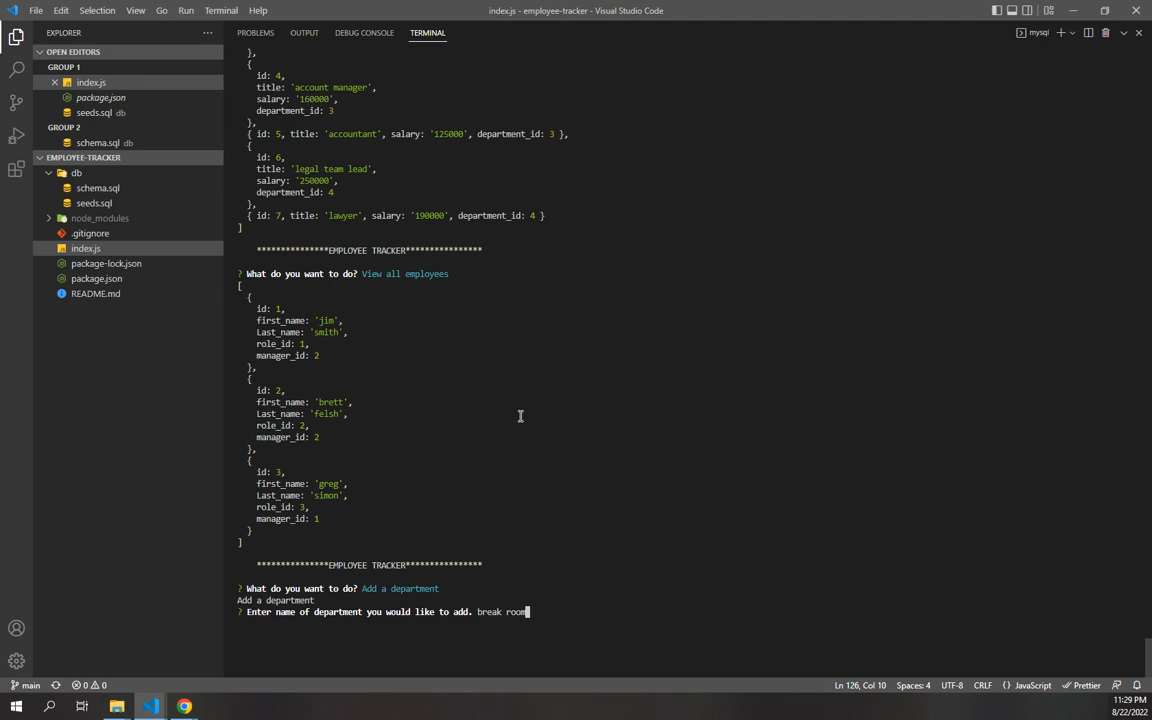 File Edit Selection View Go Run Terminal Help
index.js - employee-tracker - Visual Studio Code
EXPLORER
OPEN EDITORS
GROUP 1
index.js
package.json
seeds.sql db
GROUP 2
schema.sql db
EMPLOYEE-TRACKER
db
schema.sql
seeds.sql
node_modules
.gitignore
index.js
package-lock.json
package.json
README.md
PROBLEMS OUTPUT DEBUG CONSOLE TERMINAL
mysql
},
{
id: 4,
title: 'account manager',
salary: '160000',
department_id: 3
},
{ id: 5, title: 'accountant', salary: '125000', department_id: 3 },
{
id: 6,
title: 'legal team lead',
salary: '250000',
department_id: 4
},
{ id: 7, title: 'lawyer', salary: '190000', department_id: 4 }
]
***************EMPLOYEE TRACKER****************
? What do you want to do? View all employees
[
{
id: 1,
first_name: 'jim',
Last_name: 'smith',
role_id: 1,
manager_id: 2
},
{
id: 2,
first_name: 'brett',
Last_name: 'felsh',
role_id: 2,
manager_id: 2
},
{
id: 3,
first_name: 'greg',
Last_name: 'simon',
role_id: 3,
manager_id: 1
}
]
***************EMPLOYEE TRACKER****************
? What do you want to do? Add a department
Add a department
? Enter name of department you would like to add. break room
main 0 0
Ln 126, Col 10 Spaces: 4 UTF-8 CRLF {} JavaScript Prettier
11:29 PM
8/22/2022